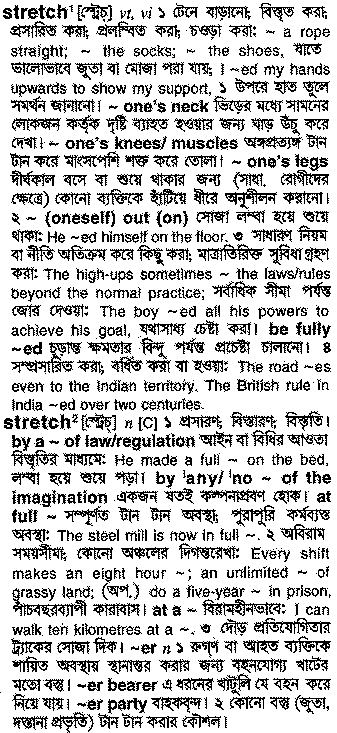 stretch¹ [স্ট্রেচ্] vt, vi ১ টেনে বাড়ানো; বিস্তৃত করা;
প্রসারিত করা; প্রলম্বিত করা; চওড়া করা: ~ a rope
straight; ~ the socks; ~ the shoes, যাতে
ভালোভাবে জুতা বা মোজা পরা যায়; I ~ed my hands
upwards to show my support, ১ উপরে হাত তুলে
সমর্থন জানানো। ~ one's neck ভিড়ের মধ্যে সামনের
লোকজন কর্তৃক দৃষ্টি ব্যাহত হওয়ার জন্য ঘাড় উঁচু করে
দেখা। ~ one's knees/ muscles অঙ্গপ্রত্যঙ্গ টান
টান করে মাংসপেশি শক্ত করে তোলা। ~ one's legs
দীর্ঘকাল বসে বা শুয়ে থাকার জন্য (সাধা. রোগীদের
ক্ষেত্রে) কোনো ব্যক্তিকে হাঁটিয়ে ধীরে অনুশীলন করানো।
২ ~ (oneself) out (on) সোজা লম্বা হয়ে শুয়ে
থাকা: He ~ed himself on the floor. ৩ সাধারণ নিয়ম
বা নীতি অতিক্রম করে কিছু করা; মাত্রাতিরিক্ত সুবিধা গ্রহণ
করা: The high-ups sometimes ~ the laws/rules
beyond the normal practice; সর্বাধিক সীমা পর্যন্ত
জোর দেওয়া: The boy ~ed all his powers to
achieve his goal, যথাসাধ্য চেষ্টা করা। be fully
~ed চূড়ান্ত ক্ষমতার বিন্দু পর্যন্ত প্রচেষ্টা চালানো। ৪
সম্প্রসারিত করা; বর্ধিত করা বা হওয়া: The road ~es
even to the Indian territory. The British rule in
India ~ed over two centuries.
stretch² [স্ট্রেচ্] n [C] ১ প্রসারণ; বিস্তারণ; বিস্তৃতি।
by a ~ of law/regulation আইন বা বিধির আওতা
বিস্তৃতির মাধ্যমে: He made a full ~ on the bed,
লম্বা হয়ে শুয়ে পড়া। by ˈany/ ˈno ~ of the
imagination একজন যতই কল্পনাপ্রবণ হোক। at
full ~ সম্পূর্ণত টান টান অবস্থা; পুরাপুরি কর্মব্যস্ত
অবস্থা: The steel mill is now in full ~. ২ অবিরাম
সময়সীমা; কোনো অঞ্চলের দিগন্তরেখা: Every shift
makes an eight hour ~; an unlimited ~ of
grassy land; (অপ.) do a five-year ~ in prison,
পাঁচবছরব্যাপী কারাবাস। at a ~ বিরামহীনভাবে: I can
walk ten kilometres at a ~. ৩ দৌড় প্রতিযোগিতার
ট্র্যাকের সোজা দিক। ~er n ১ রুগ্‌ণ বা আহত ব্যক্তিকে
শায়িত অবস্থায় স্থানান্তর করার জন্য বহনযোগ্য খাটের
মতো বস্তু। ~er bearer এ ধরনের খাটুলি যে বহন করে
নিয়ে যায়। ~er party বাহকবৃন্দ। ২ কোনো বস্তু (জুতা,
দস্তানা প্রভৃতি) টান টান করার কৌশল।